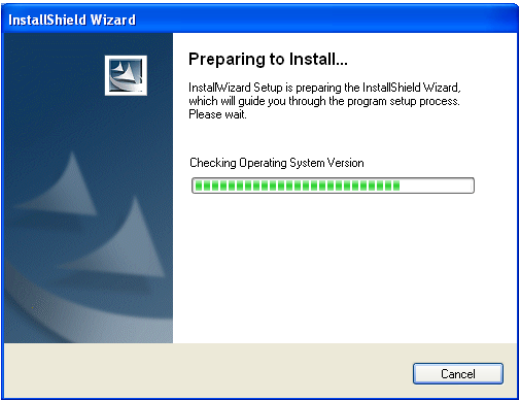 InstallShield Wizard
Preparing to Install...
InstallWizard Setup is preparing the InstallShield Wizard,
which will guide you through the program setup process.
Please wait.
Checking Operating System Version
Cancel